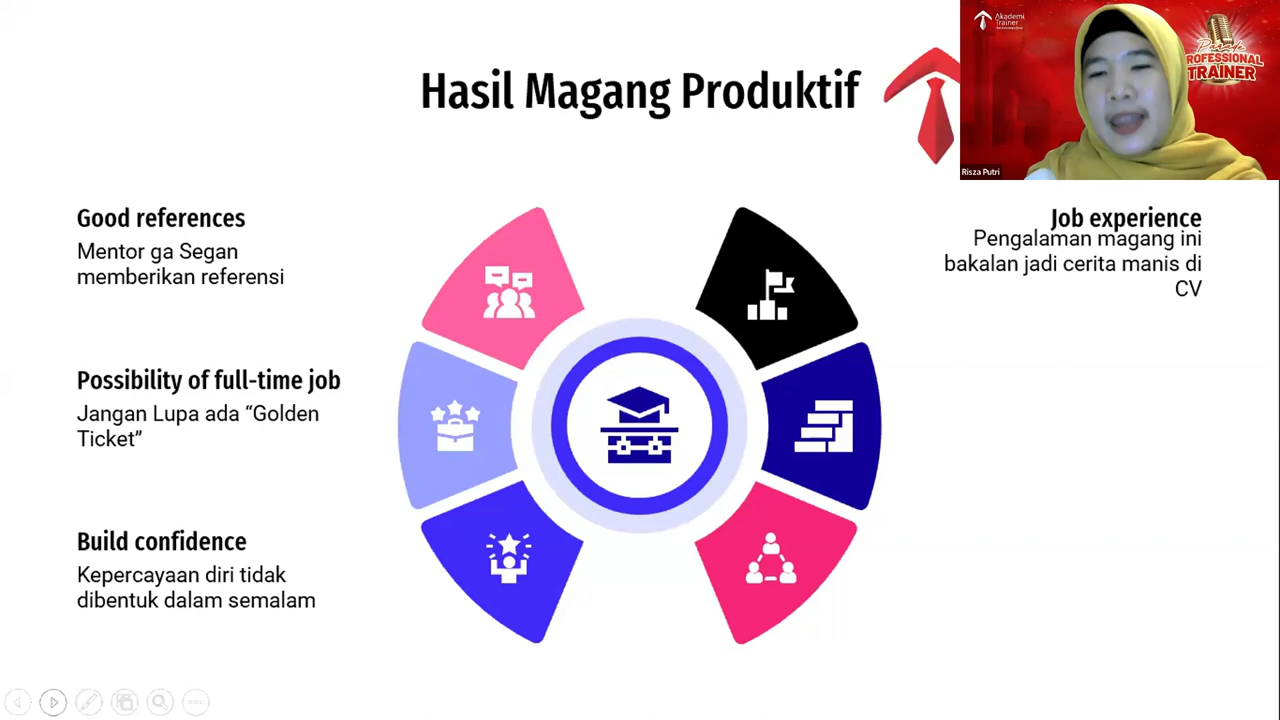 Hasil Magang Produktif
Akademi
Trainer
PROFESSIONAL
TRAINER
Risza Putri
Good references
Mentor ga Segan
memberikan referensi
Possibility of full-time job
Jangan Lupa ada “Golden
Ticket”
Build confidence
Kepercayaan diri tidak
dibentuk dalam semalam
Job experience
Pengalaman magang ini
bakalan jadi cerita manis di
CV